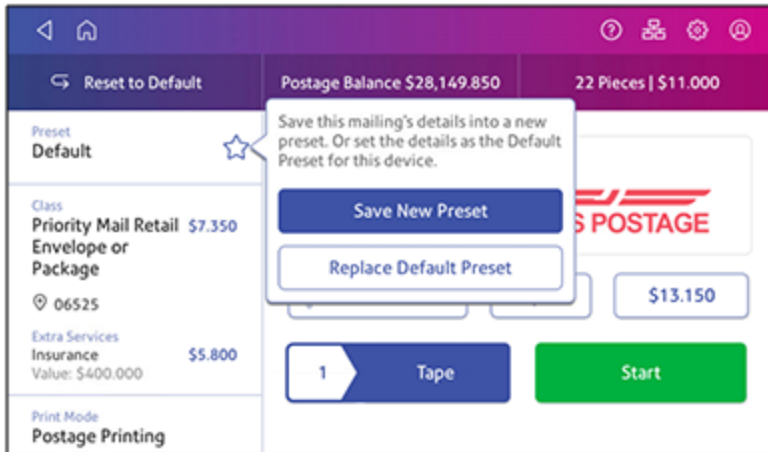 Reset to Default
Postage Balance $28,149.850
22 Pieces | $11.000
Preset
Default
Save this mailing's details into a new
preset. Or set the details as the Default
Preset for this device.
Save New Preset
Replace Default Preset
Class
Priority Mail Retail $7.350
Envelope or
Package
06525
Extra Services
Insurance $5.800
Value: $400.000
Print Mode
Postage Printing
S POSTAGE
$13.150
1 Tape
Start